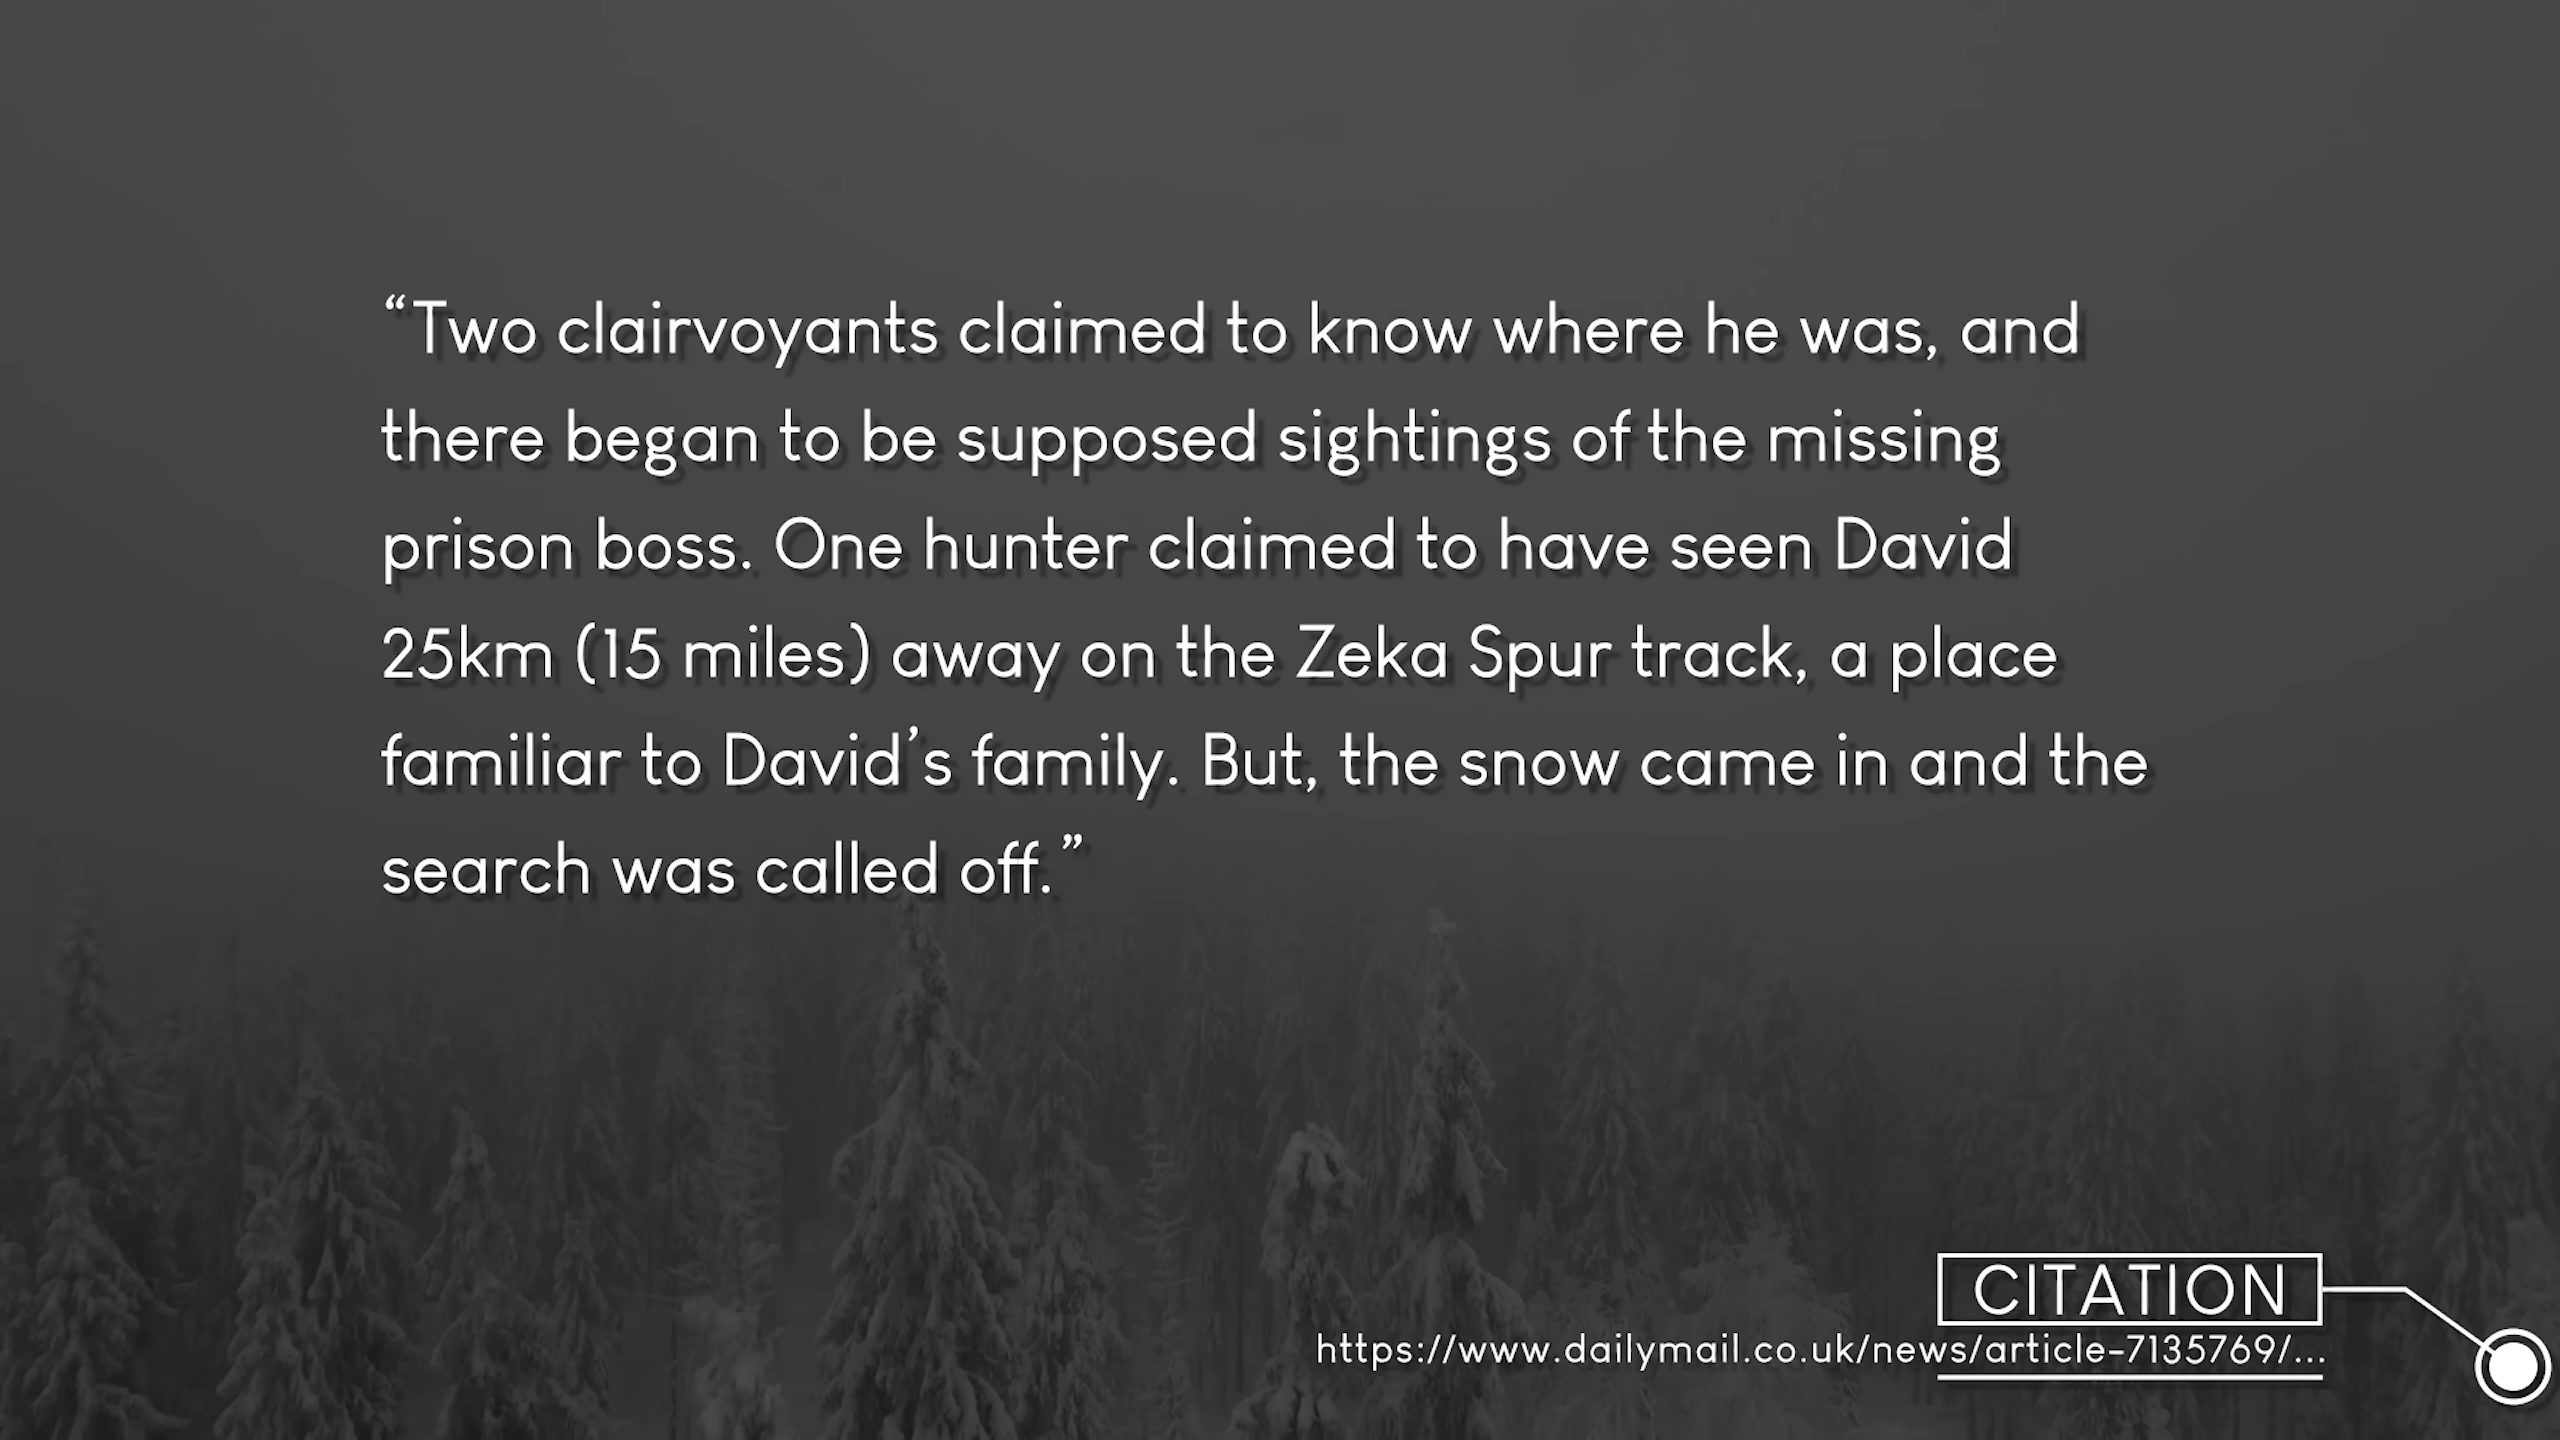 “Two clairvoyants claimed to know where he was, and
there began to be supposed sightings of the missing
prison boss. One hunter claimed to have seen David
25km (15 miles) away on the Zeka Spur track, a place
familiar to David’s family. But, the snow came in and the
search was called off.”
CITATION
https://www.dailymail.co.uk/news/article-7135769/...